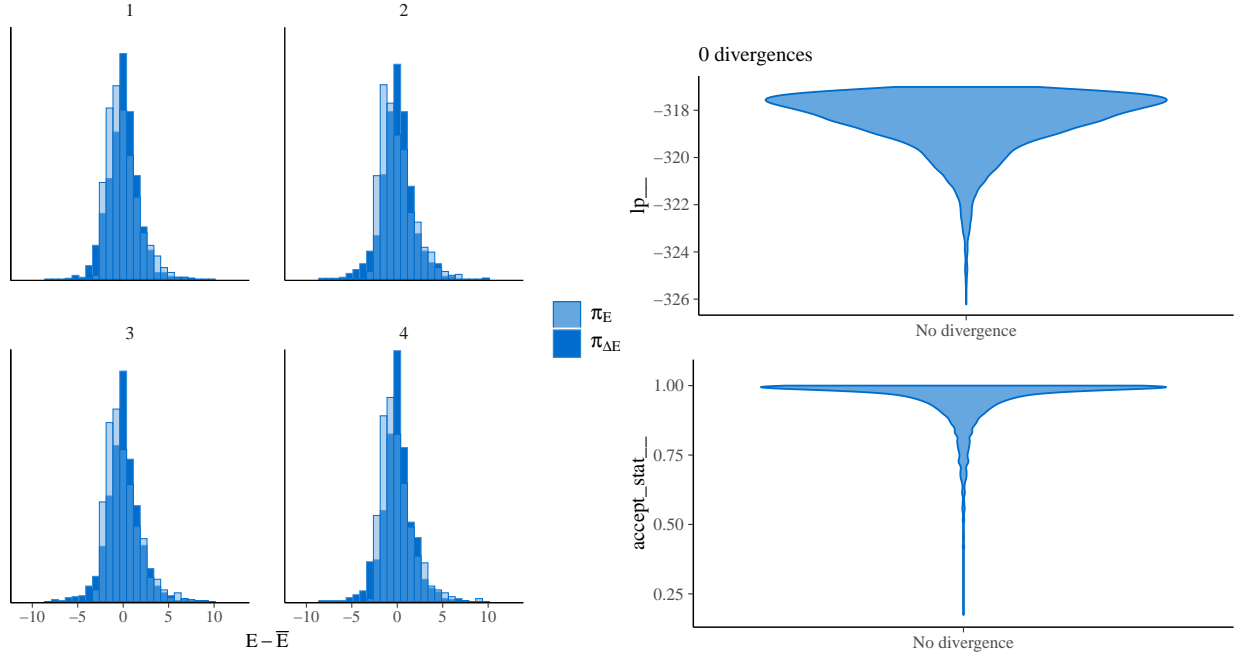 1
2
3
4
−10
−5
0
5
10
−10
−5
0
5
10
E − E̅
π_E
π_ΔE
0 divergences
lp__
−318
−320
−322
−324
−326
No divergence
accept_stat__
1.00
0.75
0.50
0.25
No divergence